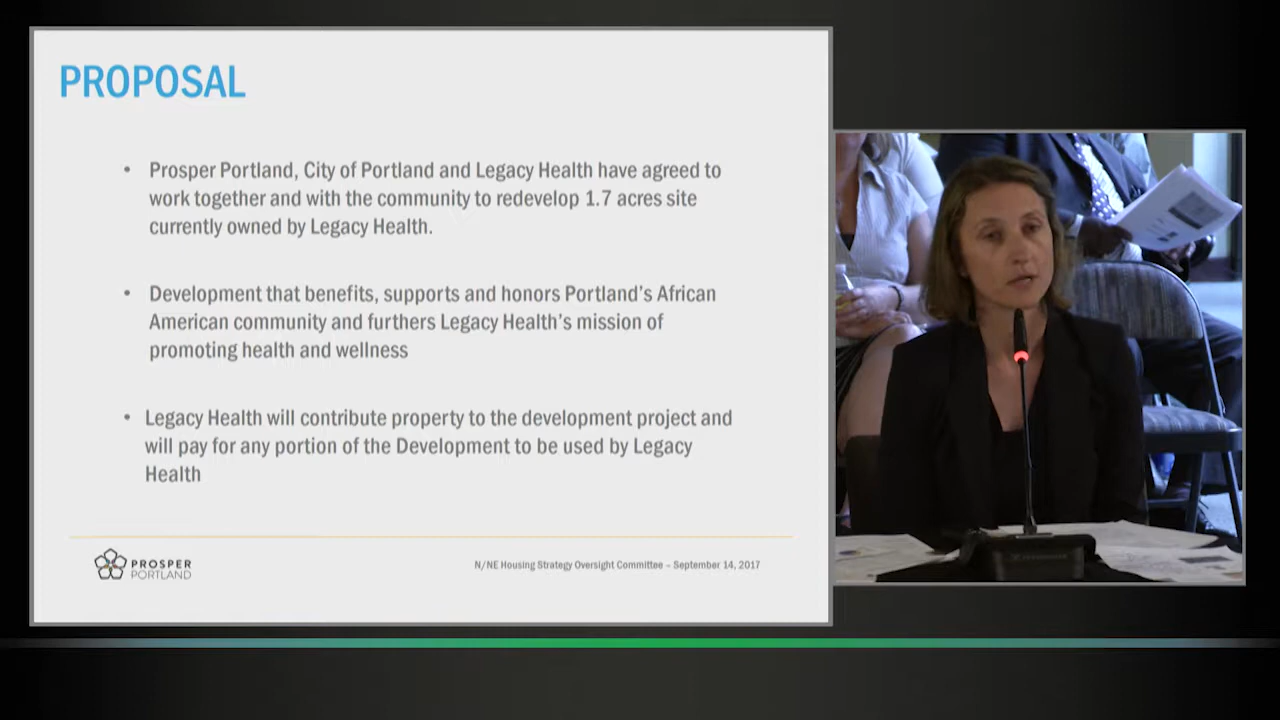 PROPOSAL
• Prosper Portland, City of Portland and Legacy Health have agreed to
work together and with the community to redevelop 1.7 acres site
currently owned by Legacy Health.
• Development that benefits, supports and honors Portland’s African
American community and furthers Legacy Health’s mission of
promoting health and wellness
• Legacy Health will contribute property to the development project and
will pay for any portion of the Development to be used by Legacy
Health
PROSPER
PORTLAND
N/NE Housing Strategy Oversight Committee – September 14, 2017